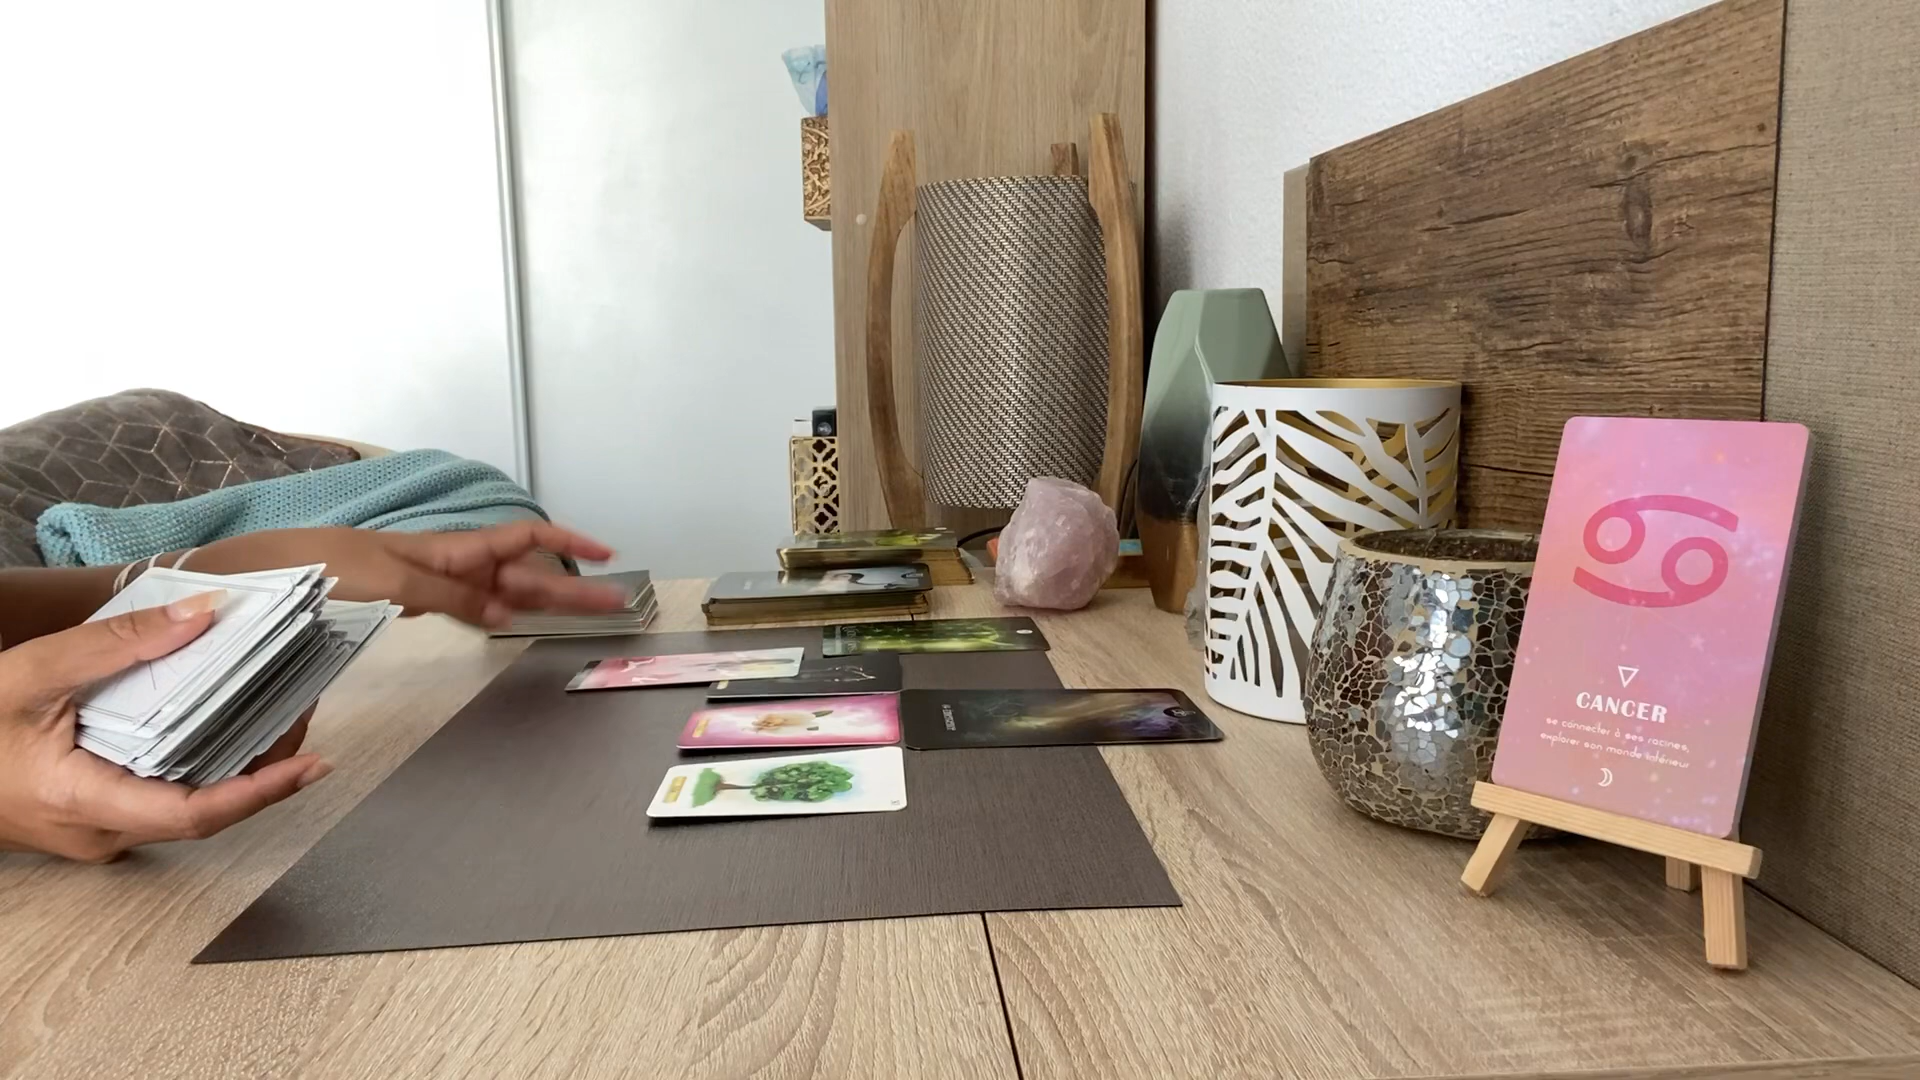 CANCER
se connecter à ses racines,
explorer son monde intérieur